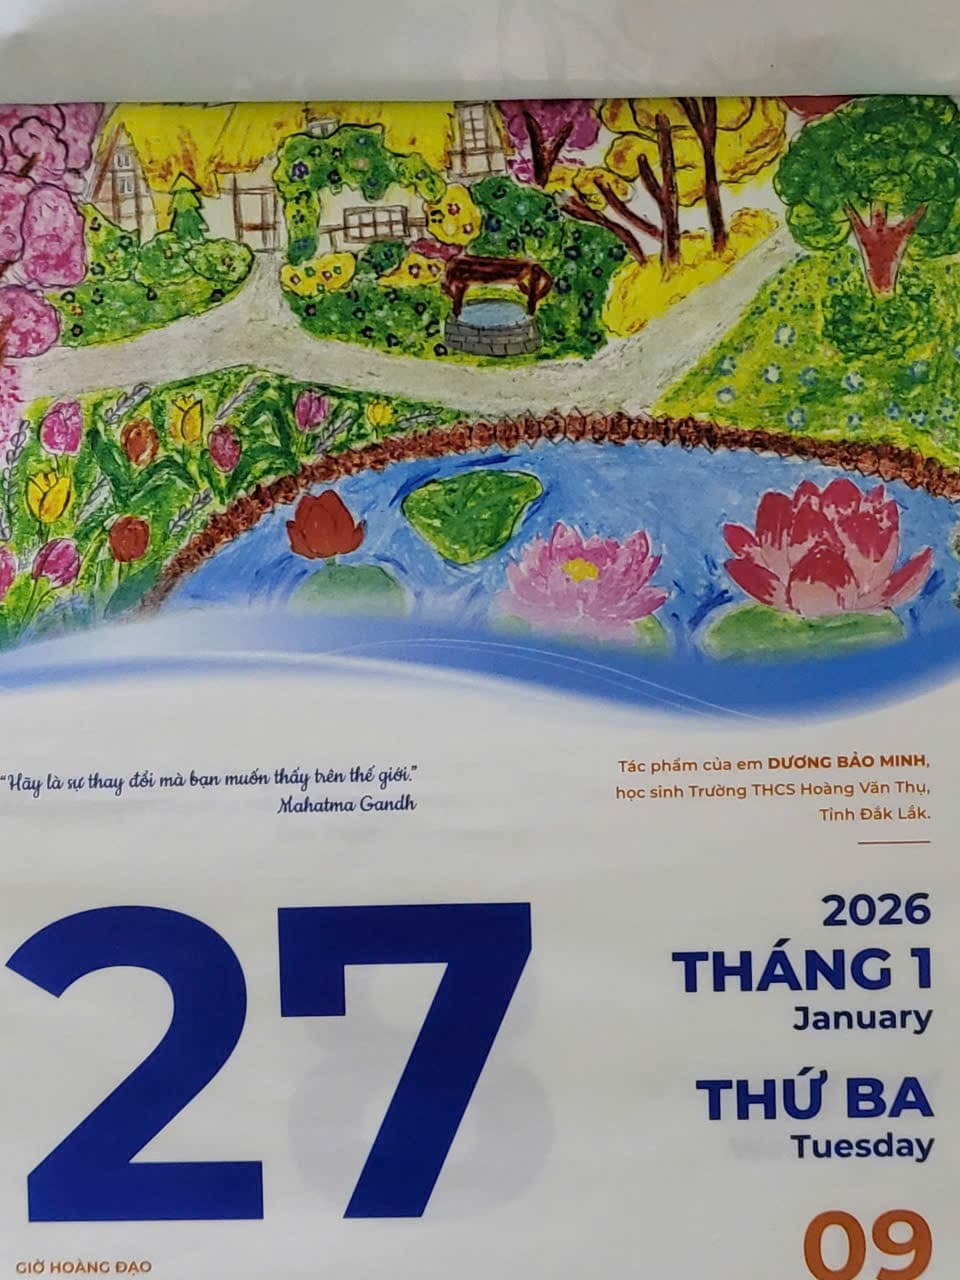 “Hãy là sự thay đổi mà bạn muốn thấy trên thế giới.”
Mahatma Gandh
Tác phẩm của em DƯƠNG BẢO MINH,
học sinh Trường THCS Hoàng Văn Thụ,
Tỉnh Đắk Lắk.
27
2026
THÁNG 1
January
THỨ BA
Tuesday
09
GIỜ HOÀNG ĐẠO